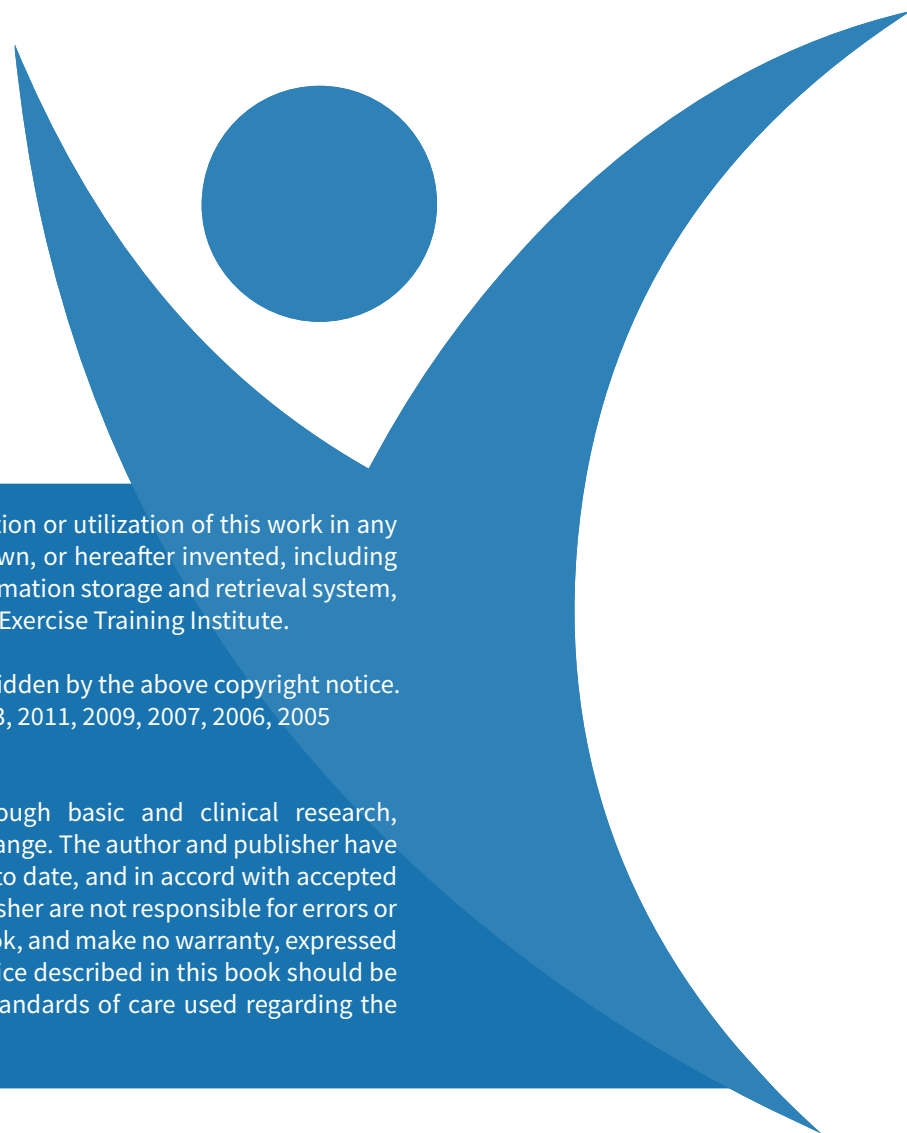 tion or utilization of this work in any
wn, or hereafter invented, including
mation storage and retrieval system,
Exercise Training Institute.
idden by the above copyright notice.
3, 2011, 2009, 2007, 2006, 2005
ough basic and clinical research,
ange. The author and publisher have
to date, and in accord with accepted
sher are not responsible for errors or
ok, and make no warranty, expressed
ice described in this book should be
tandards of care used regarding the